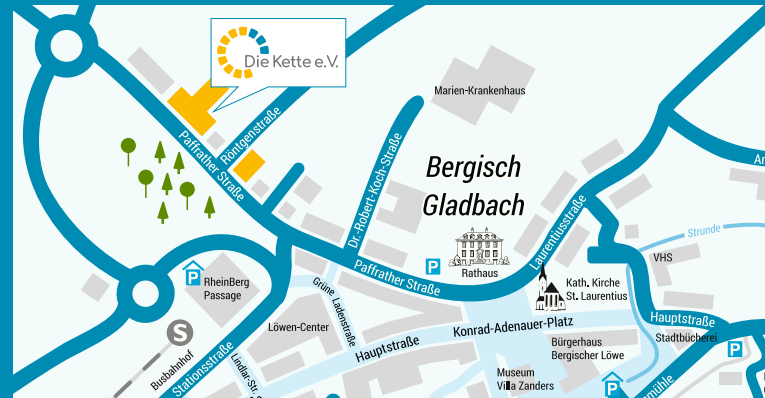 Die Kette e.V.
Marien-Krankenhaus
Röntgenstraße
Paffrather Straße
Dr.-Robert-Koch-Straße
Bergisch
Gladbach
Laurentiusstraße
An
Strunde
P
Rathaus
VHS
Paffrather Straße
P
RheinBerg
Passage
Grüne Ladenstraße
Kath. Kirche
St. Laurentius
Löwen-Center
Konrad-Adenauer-Platz
Hauptstraße
Stadtbücherei
S
Busbahnhof
Stationsstraße
Lindlar-Str.
Hauptstraße
Bürgerhaus
Bergischer Löwe
P
Museum
Villa Zanders
P
mühle